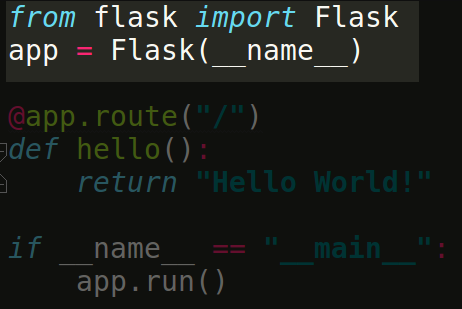 from flask import Flask
app = Flask(__name__)
@app.route("/")
def hello():
    return "Hello World!"
if __name__ == "__main__":
    app.run()